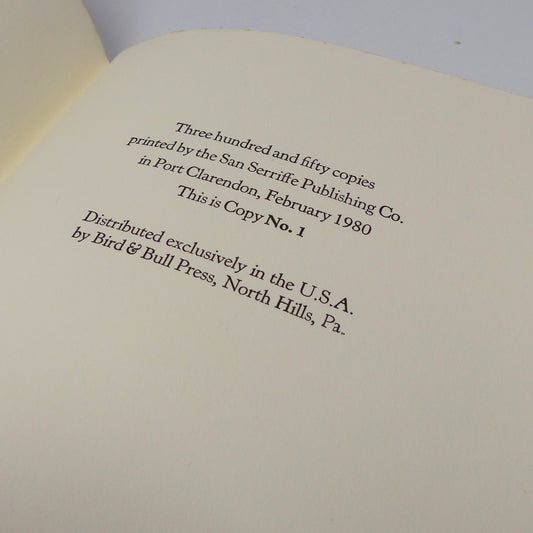 Three hundred and fifty copies
printed by the San Serriffe Publishing Co.
in Port Clarendon, February 1980
This is Copy No. 1
Distributed exclusively in the U.S.A.
by Bird & Bull Press, North Hills, Pa.